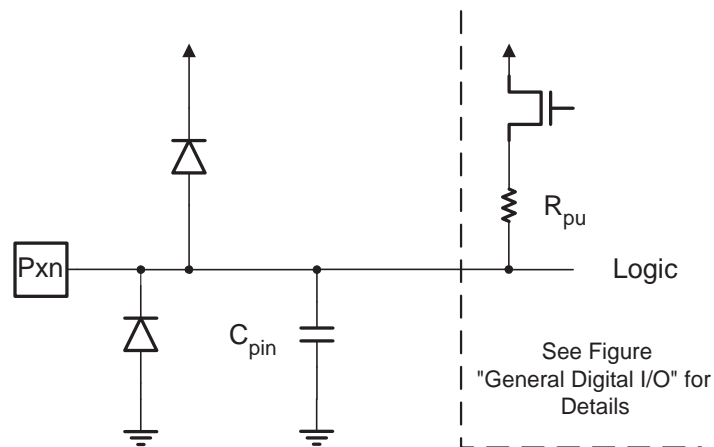 R_pu
Pxn
Logic
C_pin
See Figure
"General Digital I/O" for
Details